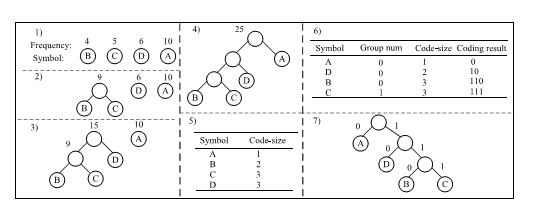 1)
Frequency: 4 5 6 10
Symbol: B C D A
2)
9 6 10
D A
B C
3)
15 10
A
9
D
B C
4)
25
A
D
B C
5)
Symbol Code-size
A 1
B 2
C 3
D 3
6)
Symbol Group num Code-size Coding result
A 0 1 0
D 0 2 10
B 0 3 110
C 1 3 111
7)
0 1
A 0 1
D 0 1
B C